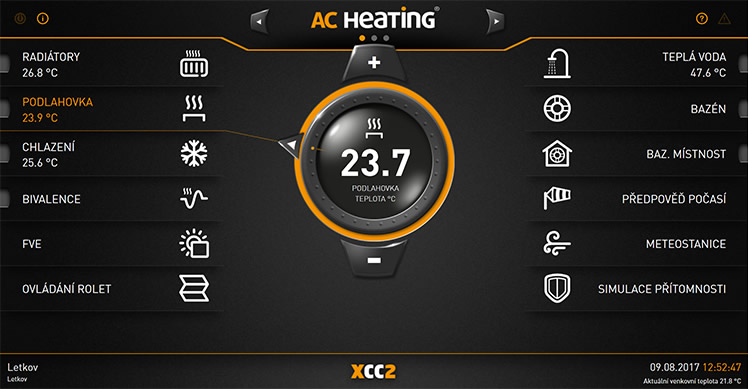 AC HEATING®
RADIÁTORY
26.8 °C
PODLAHOVKA
23.9 °C
CHLAZENÍ
25.6 °C
BIVALENCE
FVE
OVLÁDÁNÍ ROLET
+
23.7
PODLAHOVKA
TEPLOTA °C
–
TEPLÁ VODA
47.6 °C
BAZÉN
BAZ. MÍSTNOST
PŘEDPOVĚĎ POČASÍ
METEOSTANICE
SIMULACE PŘÍTOMNOSTI
Letkov
Letkov
XCC2
09.08.2017 12:52:47
Aktuální venkovní teplota 21.8 °C